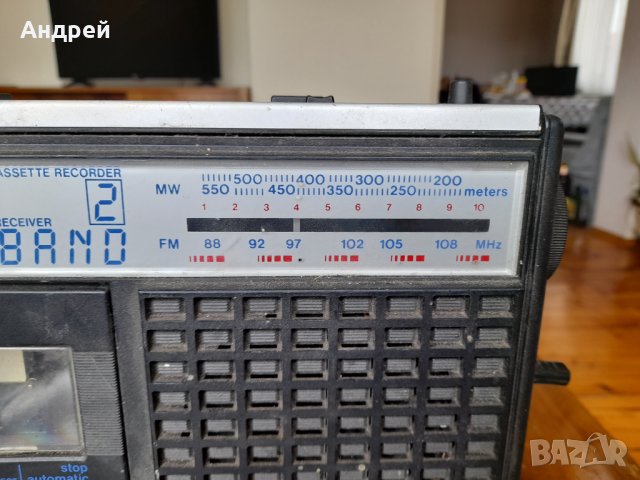 Андрей
ASSETTE RECORDER
2
RECEIVER
BAND
500 400 300 200
MW 550 450 350 250 meters
1 2 3 4 5 6 7 8 9 10
FM 88 92 97 102 105 108 MHz
stop
automatic
BAZAR